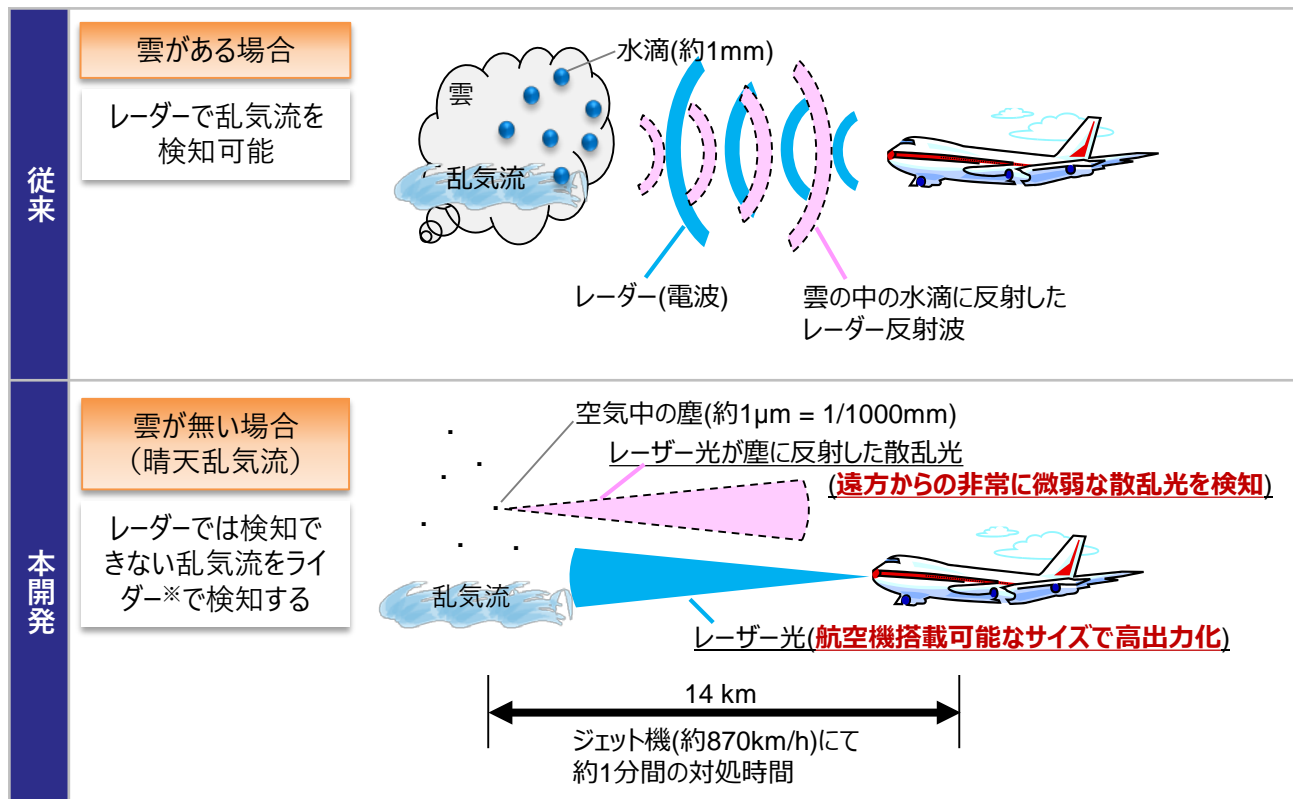 従来
雲がある場合
レーダーで乱気流を
検知可能
水滴(約1mm)
雲
乱気流
レーダー(電波)
雲の中の水滴に反射した
レーダー反射波
本開発
雲が無い場合
（晴天乱気流）
レーダーでは検知で
きない乱気流をライ
ダー※で検知する
空気中の塵(約1μm = 1/1000mm)
レーザー光が塵に反射した散乱光
(遠方からの非常に微弱な散乱光を検知)
乱気流
レーザー光(航空機搭載可能なサイズで高出力化)
14 km
ジェット機(約870km/h)にて
約1分間の対処時間